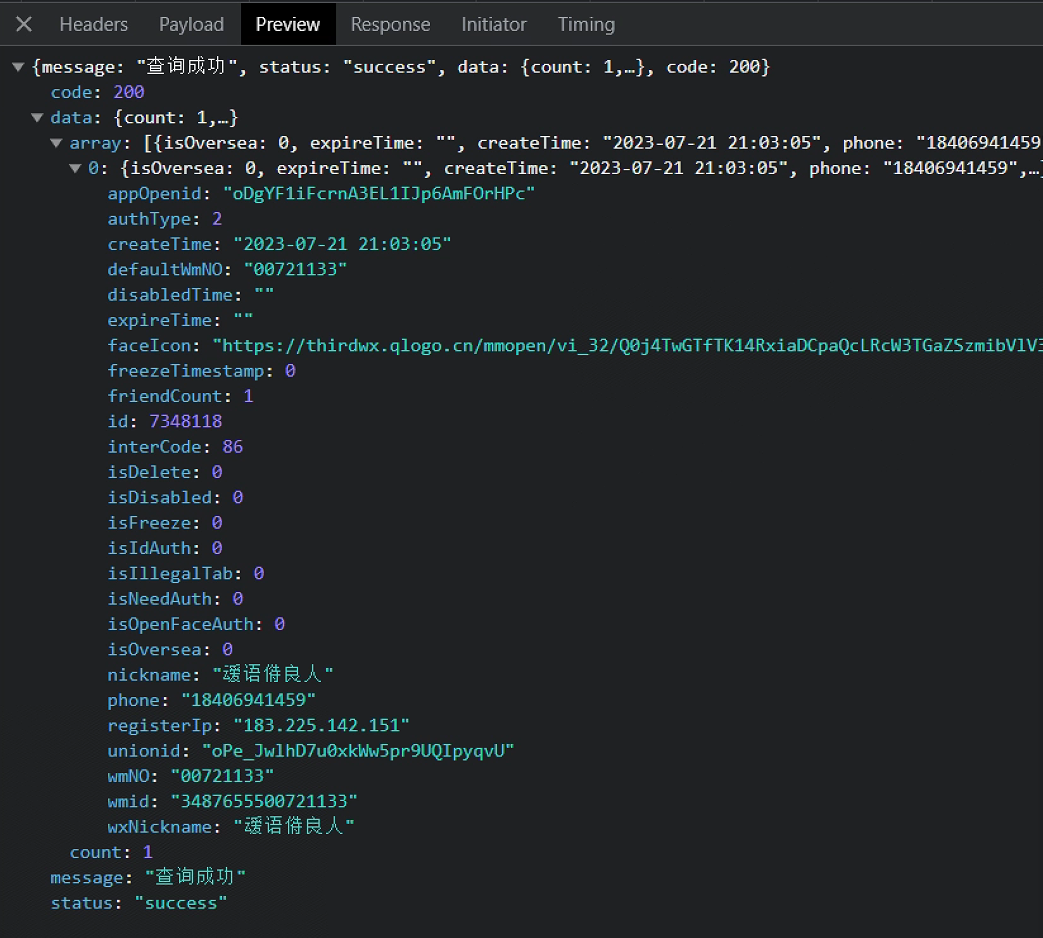 Headers Payload Preview Response Initiator Timing
{message: "查询成功", status: "success", data: {count: 1,…}, code: 200}
code: 200
data: {count: 1,…}
array: [{isOversea: 0, expireTime: "", createTime: "2023-07-21 21:03:05", phone: "18406941459
0: {isOversea: 0, expireTime: "", createTime: "2023-07-21 21:03:05", phone: "18406941459",…}
appOpenid: "oDgYF1iFcrnA3EL1IJp6AmFOrHPc"
authType: 2
createTime: "2023-07-21 21:03:05"
defaultWmNO: "00721133"
disabledTime: ""
expireTime: ""
faceIcon: "https://thirdwx.qlogo.cn/mmopen/vi_32/Q0j4TwGTfTK14RxiaDCpaQcLRcW3TGaZSzmibVlV3
freezeTimestamp: 0
friendCount: 1
id: 7348118
interCode: 86
isDelete: 0
isDisabled: 0
isFreeze: 0
isIdAuth: 0
isIllegalTab: 0
isNeedAuth: 0
isOpenFaceAuth: 0
isOversea: 0
nickname: "叆语偹良人"
phone: "18406941459"
registerIp: "183.225.142.151"
unionid: "oPe_JwlhD7u0xkWw5pr9UQIpyqvU"
wmNO: "00721133"
wmid: "3487655500721133"
wxNickname: "叆语偹良人"
count: 1
message: "查询成功"
status: "success"